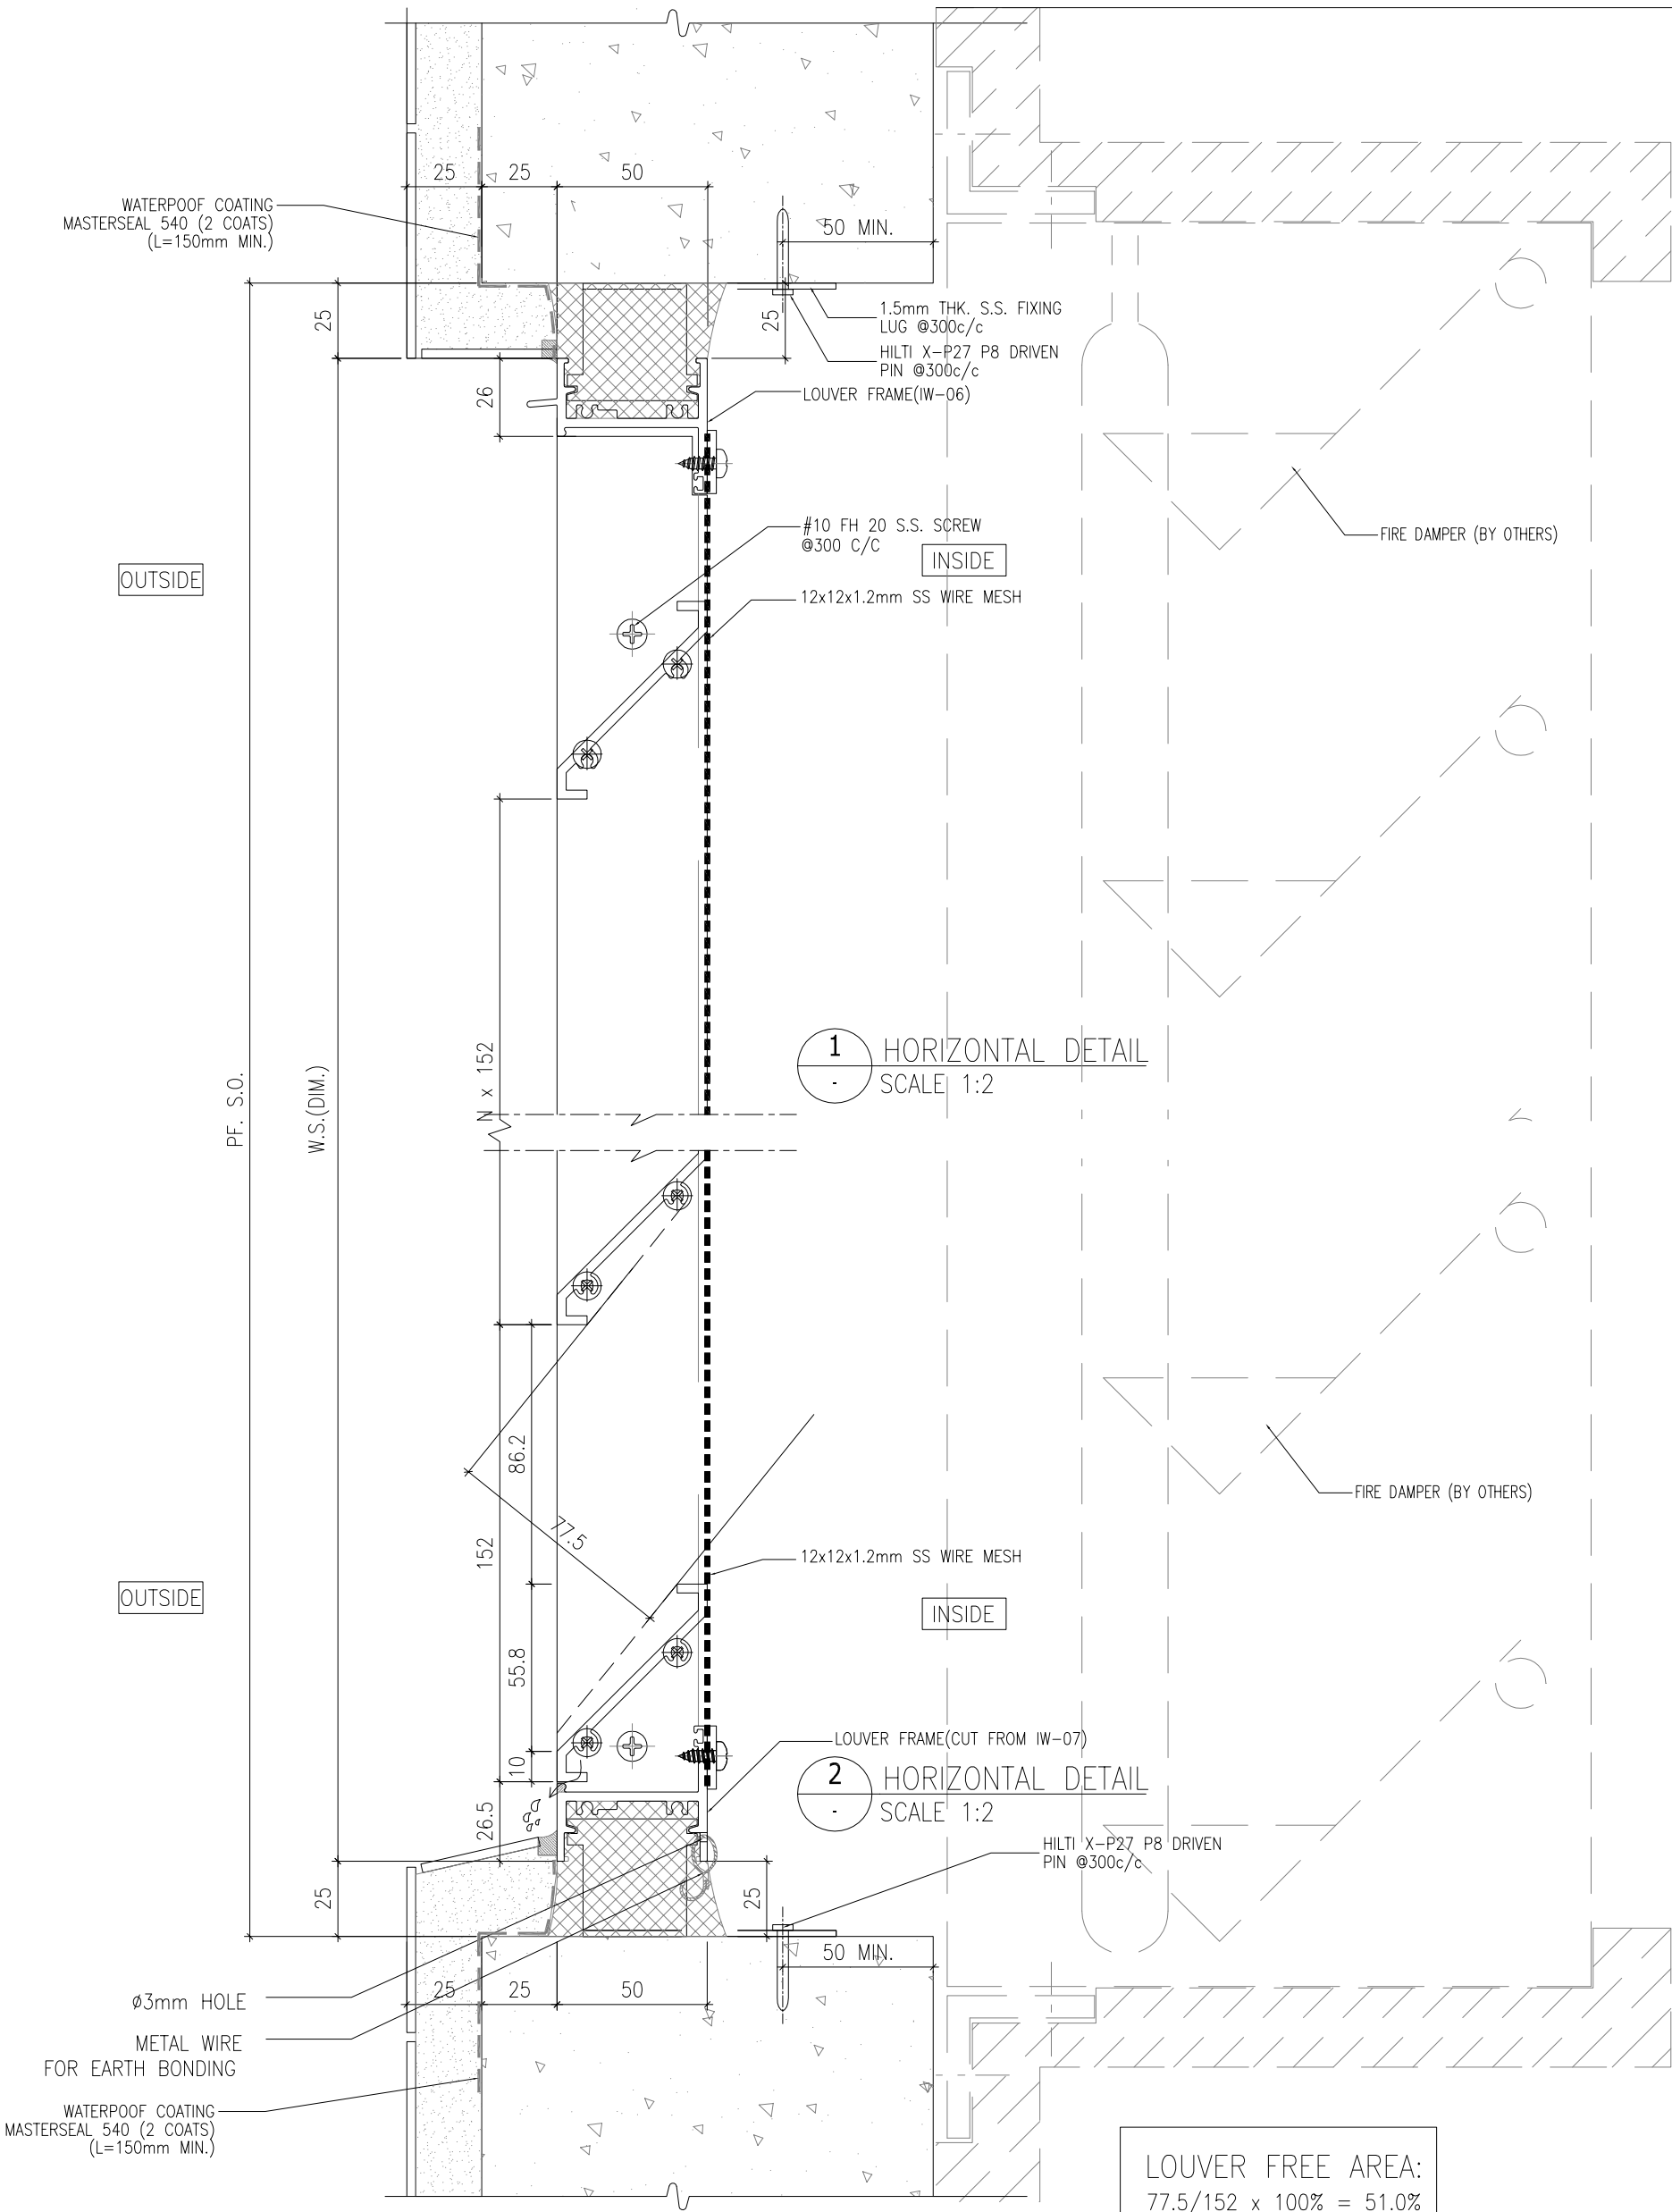 25
25
50
WATERPOOF COATING
MASTERSEAL 540 (2 COATS)
(L=150mm MIN.)
50 MIN.
25
25
1.5mm THK. S.S. FIXING
LUG @300c/c
HILTI X-P27 P8 DRIVEN
PIN @300c/c
26
LOUVER FRAME(IW-06)
#10 FH 20 S.S. SCREW
@300 C/C
FIRE DAMPER (BY OTHERS)
OUTSIDE
INSIDE
12x12x1.2mm SS WIRE MESH
1
-
HORIZONTAL DETAIL
SCALE 1:2
PF. S.O.
W.S.(DIM.)
N x 152
86.2
77.5
152
FIRE DAMPER (BY OTHERS)
12x12x1.2mm SS WIRE MESH
OUTSIDE
INSIDE
55.8
10
26.5
LOUVER FRAME(CUT FROM IW-07)
2
-
HORIZONTAL DETAIL
SCALE 1:2
HILTI X-P27 P8 DRIVEN
PIN @300c/c
25
25
50 MIN.
25
25
50
ø3mm HOLE
METAL WIRE
FOR EARTH BONDING
WATERPOOF COATING
MASTERSEAL 540 (2 COATS)
(L=150mm MIN.)
LOUVER FREE AREA:
77.5/152 x 100% = 51.0%